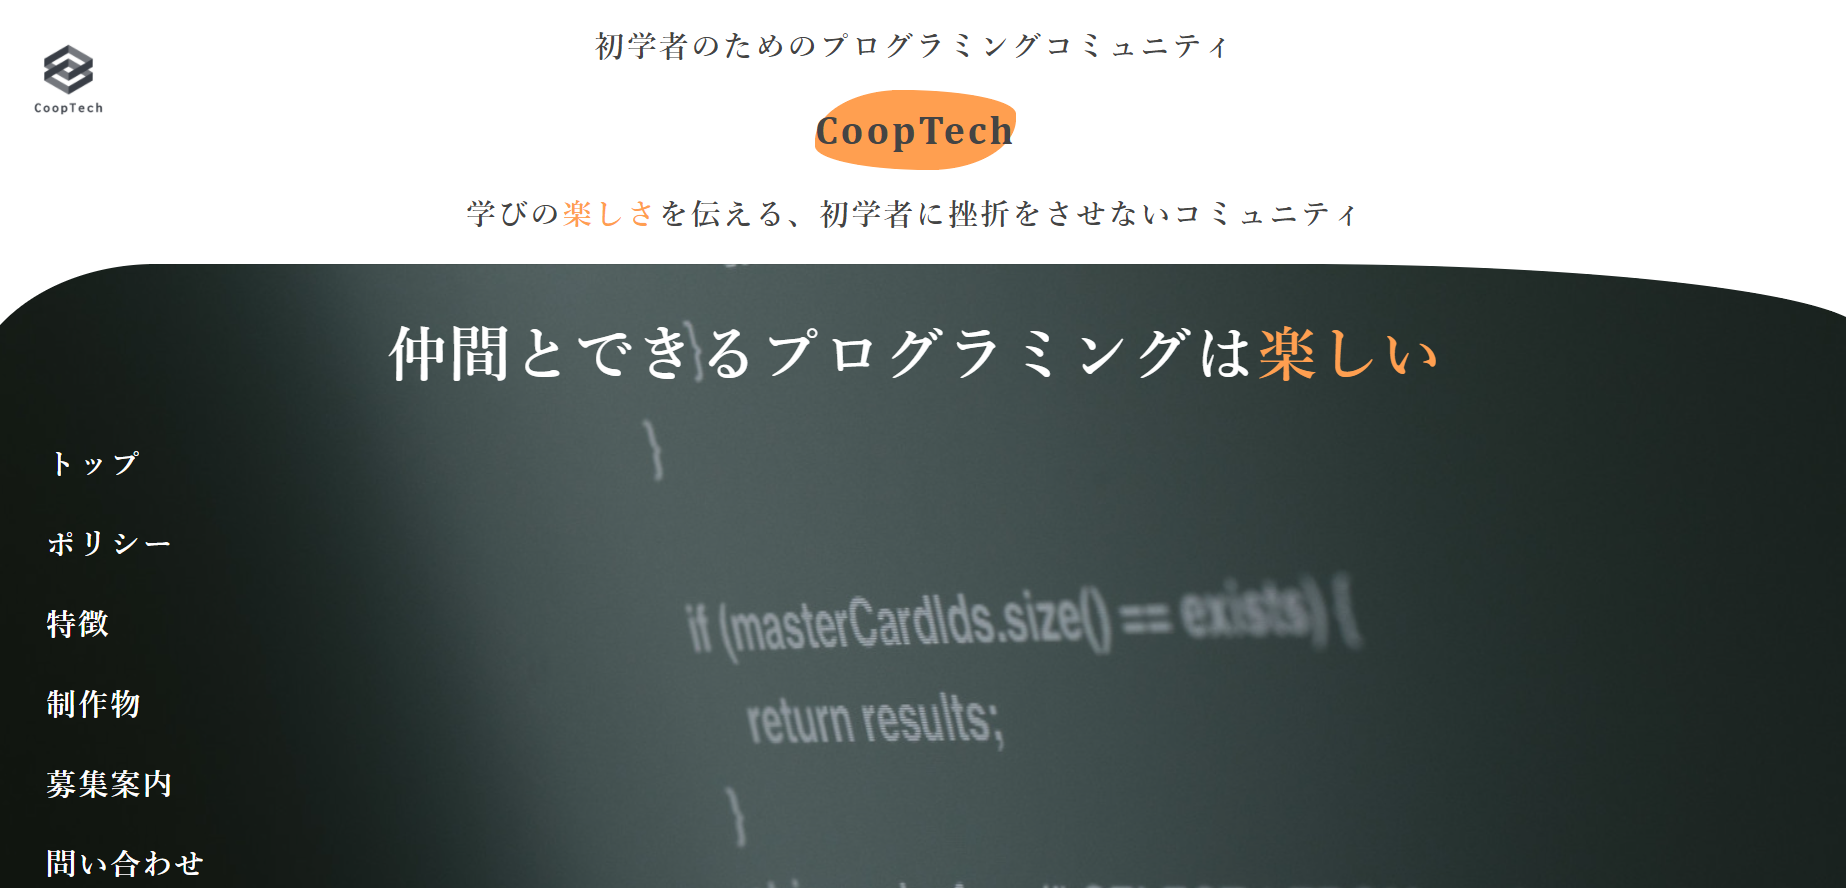 初学者のためのプログラミングコミュニティ
CoopTech
CoopTech
学びの楽しさを伝える、初学者に挫折をさせないコミュニティ
仲間とできるプログラミングは楽しい
}
}
トップ
ポリシー
特徴
制作物
募集案内
問い合わせ
if (masterCardIds.size() == exists) {
return results;
}